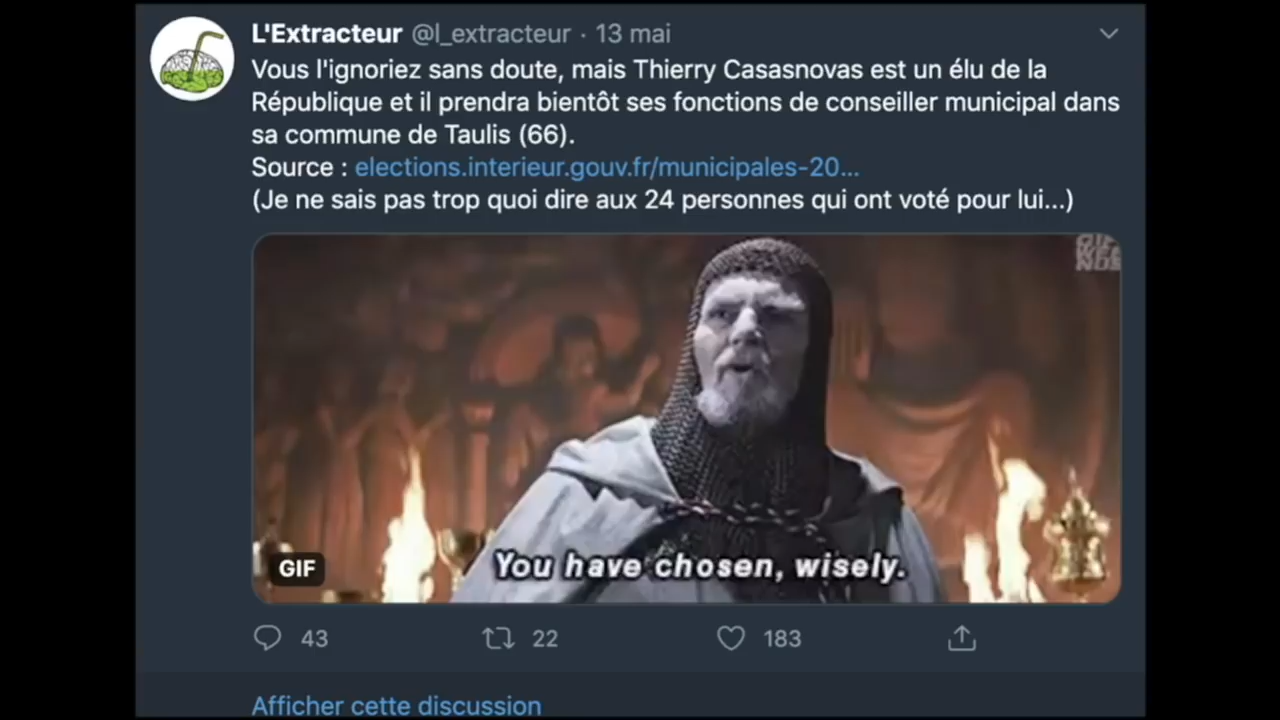 L'Extracteur @l_extracteur · 13 mai
Vous l'ignoriez sans doute, mais Thierry Casasnovas est un élu de la
République et il prendra bientôt ses fonctions de conseiller municipal dans
sa commune de Taulis (66).
Source : elections.interieur.gouv.fr/municipales-20...
(Je ne sais pas trop quoi dire aux 24 personnes qui ont voté pour lui...)
You have chosen, wisely.
GIF
43 22 183
Afficher cette discussion